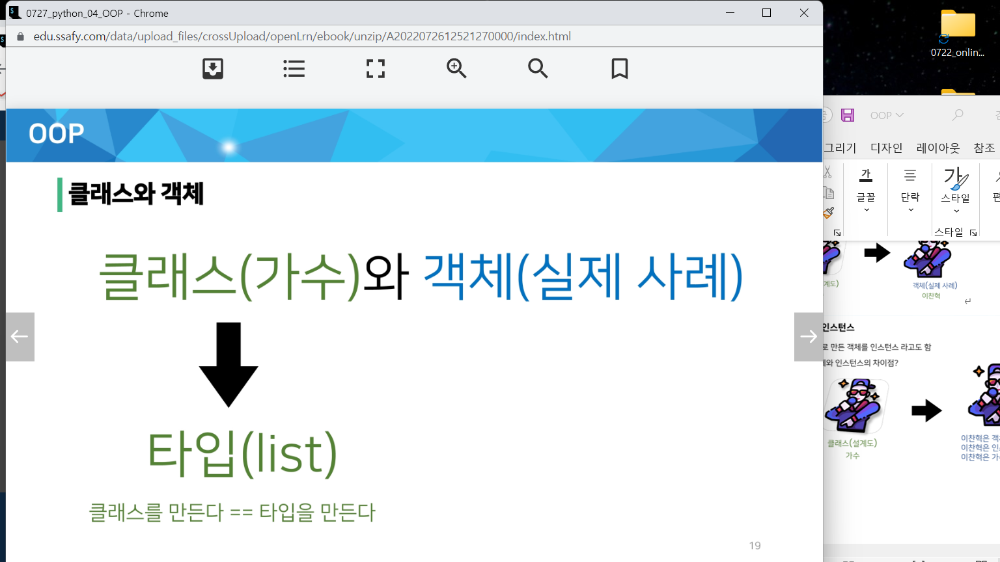 0727_python_04_OOP - Chrome
edu.ssafy.com/data/upload_files/crossUpload/openLrn/ebook/unzip/A2022072612521270000/index.html
OOP
클래스와 객체
클래스(가수)와 객체(실제 사례)
타입(list)
클래스를 만든다 == 타입을 만든다
19
0722_onlin...
OOP
그리기 디자인 레이아웃 참조
글꼴
단락
스타일
스타일
객체(실제 사례)
이찬혁
인스턴스
로 만든 객체를 인스턴스 라고도 함
체와 인스턴스의 차이점?
클래스(설계도)
가수
이찬혁은 객
이찬혁은 인
이찬혁은 가